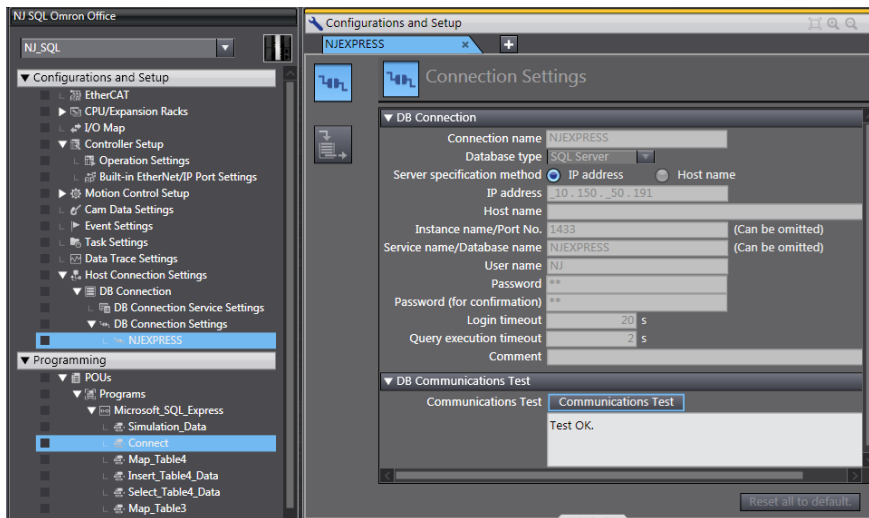 NJ SQL Omron Office
NJ_SQL
Configurations and Setup
EtherCAT
CPU/Expansion Racks
I/O Map
Controller Setup
Operation Settings
Built-in EtherNet/IP Port Settings
Motion Control Setup
Cam Data Settings
Event Settings
Task Settings
Data Trace Settings
Host Connection Settings
DB Connection
DB Connection Service Settings
DB Connection Settings
NJEXPRESS
Programming
POUs
Programs
Microsoft_SQL_Express
Simulation_Data
Connect
Map_Table4
Insert_Table4_Data
Select_Table4_Data
Map_Table3
Configurations and Setup
NJEXPRESS
Connection Settings
DB Connection
Connection name NJEXPRESS
Database type SQL Server
Server specification method IP address Host name
IP address _10 . 150 . _50 . 191
Host name
Instance name/Port No. 1433 (Can be omitted)
Service name/Database name NJEXPRESS (Can be omitted)
User name NJ
Password **
Password (for confirmation) **
Login timeout 20 s
Query execution timeout 2 s
Comment
DB Communications Test
Communications Test Communications Test
Test OK.
Reset all to default.